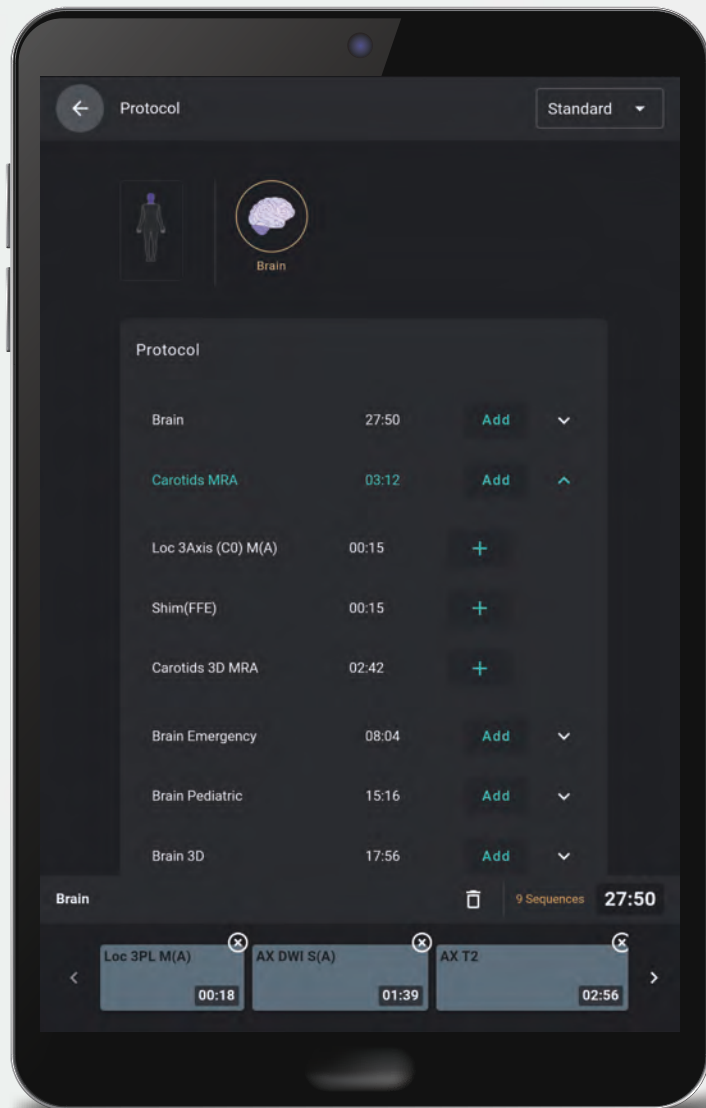 Protocol Standard
Brain
Protocol
Brain 27:50 Add
Carotids MRA 03:12 Add
Loc 3Axis (C0) M(A) 00:15 +
Shim(FFE) 00:15 +
Carotids 3D MRA 02:42 +
Brain Emergency 08:04 Add
Brain Pediatric 15:16 Add
Brain 3D 17:56 Add
Brain 9 Sequences 27:50
Loc 3PL M(A) AX DWI S(A) AX T2
00:18 01:39 02:56